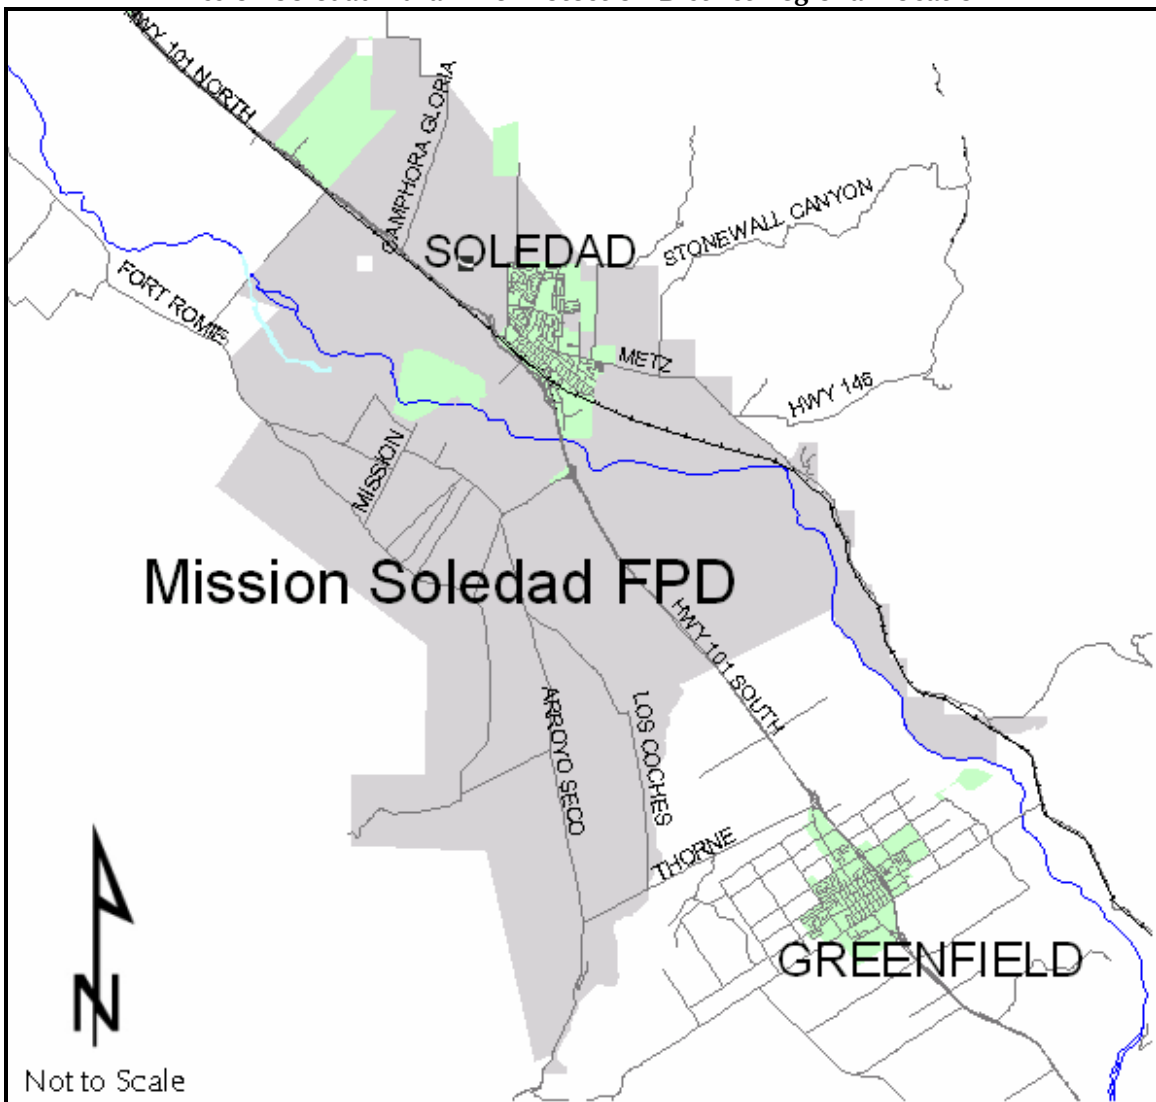 HWY 101 NORTH
CAMPHORA GLORIA
STONEWALL CANYON
SOLEDAD
FORT ROMIE
METZ
HWY 146
MISSION
Mission Soledad FPD
HWY 101 SOUTH
ARROYO SECO
LOS COCHES
THORNE
GREENFIELD
N
Not to Scale